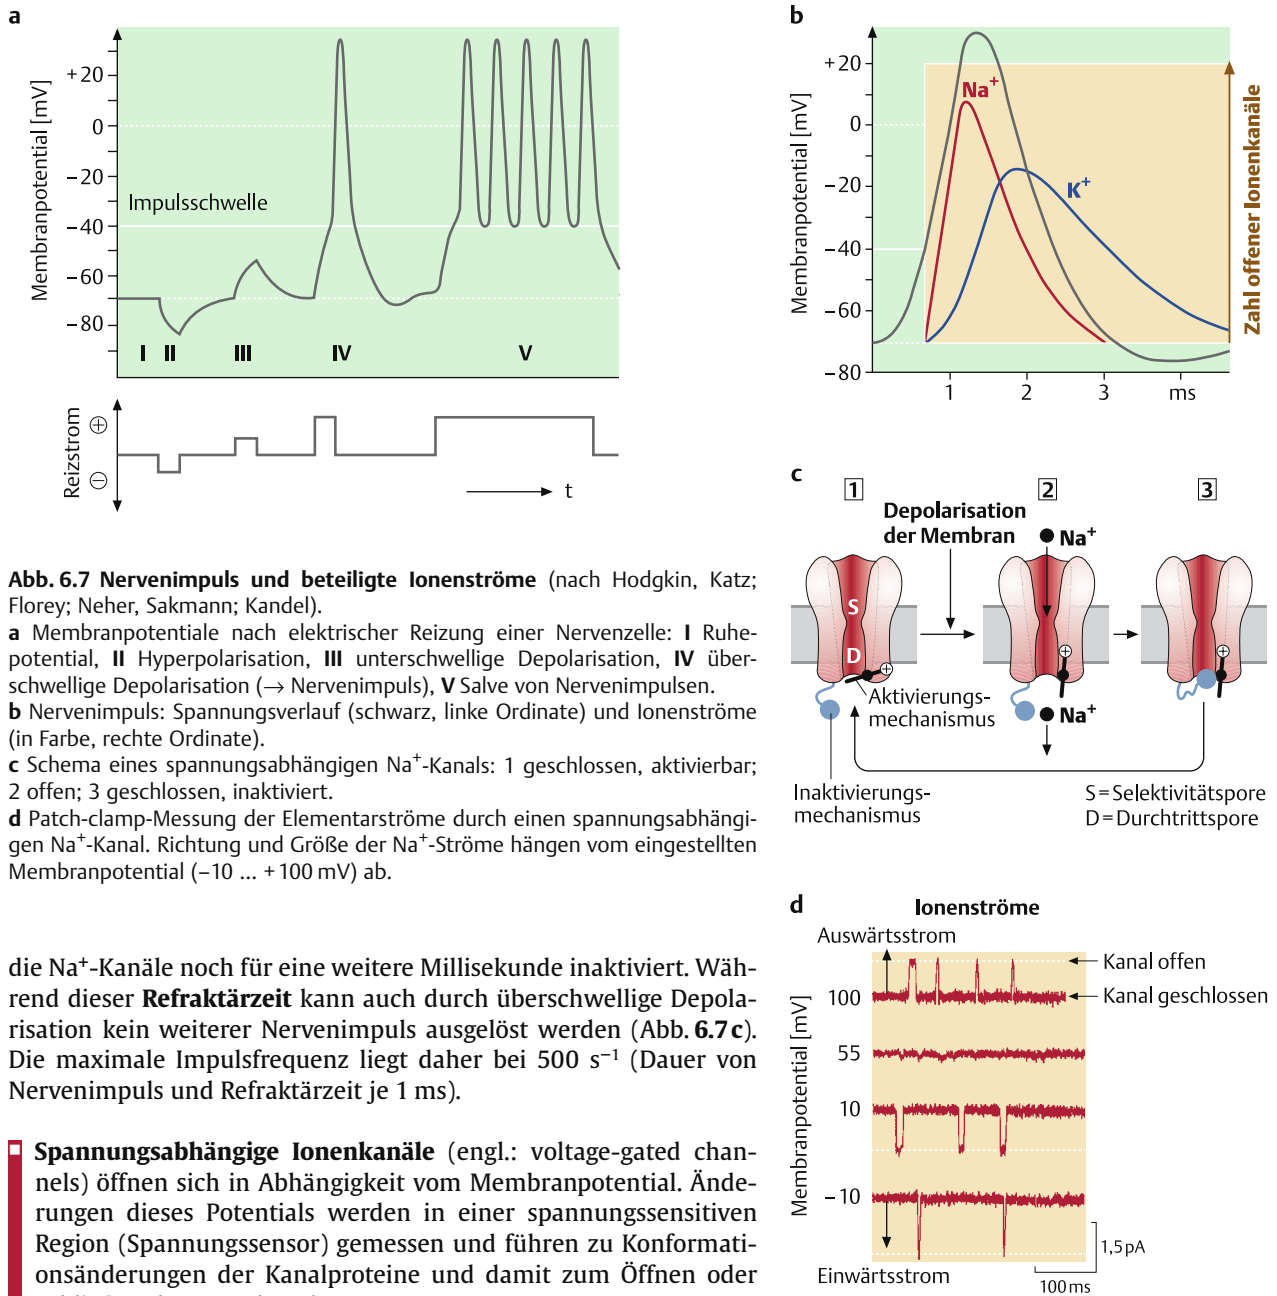 a
Membranpotential [mV]
+20
0
–20
–40
–60
–80
Impulsschwelle
I II III IV V
Reizstrom
+
−
t
b
Membranpotential [mV]
+20
0
–20
–40
–60
–80
Na+
K+
1 2 3 ms
Zahl offener Ionenkanäle
c
1 2 3
Depolarisation
der Membran
Na+
S
D
+
+
+
Aktivierungs-
mechanismus
Na+
Inaktivierungs-
mechanismus
S = Selektivitätspore
D = Durchtrittspore
Abb. 6.7 Nervenimpuls und beteiligte Ionenströme (nach Hodgkin, Katz;
Florey; Neher, Sakmann; Kandel).
a Membranpotentiale nach elektrischer Reizung einer Nervenzelle: I Ruhe-
potential, II Hyperpolarisation, III unterschwellige Depolarisation, IV über-
schwellige Depolarisation (→ Nervenimpuls), V Salve von Nervenimpulsen.
b Nervenimpuls: Spannungsverlauf (schwarz, linke Ordinate) und Ionenströme
(in Farbe, rechte Ordinate).
c Schema eines spannungsabhängigen Na+-Kanals: 1 geschlossen, aktivierbar;
2 offen; 3 geschlossen, inaktiviert.
d Patch-clamp-Messung der Elementarströme durch einen spannungsabhängi-
gen Na+-Kanal. Richtung und Größe der Na+-Ströme hängen vom eingestellten
Membranpotential (–10 ... +100 mV) ab.
d
Ionenströme
Auswärtsstrom
Membranpotential [mV]
100
55
10
–10
Kanal offen
Kanal geschlossen
Einwärtsstrom
1,5 pA
100 ms
die Na+-Kanäle noch für eine weitere Millisekunde inaktiviert. Wäh-
rend dieser Refraktärzeit kann auch durch überschwellige Depola-
risation kein weiterer Nervenimpuls ausgelöst werden (Abb. 6.7 c).
Die maximale Impulsfrequenz liegt daher bei 500 s−1 (Dauer von
Nervenimpuls und Refraktärzeit je 1 ms).
Spannungsabhängige Ionenkanäle (engl.: voltage-gated chan-
nels) öffnen sich in Abhängigkeit vom Membranpotential. Ände-
rungen dieses Potentials werden in einer spannungssensitiven
Region (Spannungssensor) gemessen und führen zu Konformati-
onsänderungen der Kanalproteine und damit zum Öffnen oder